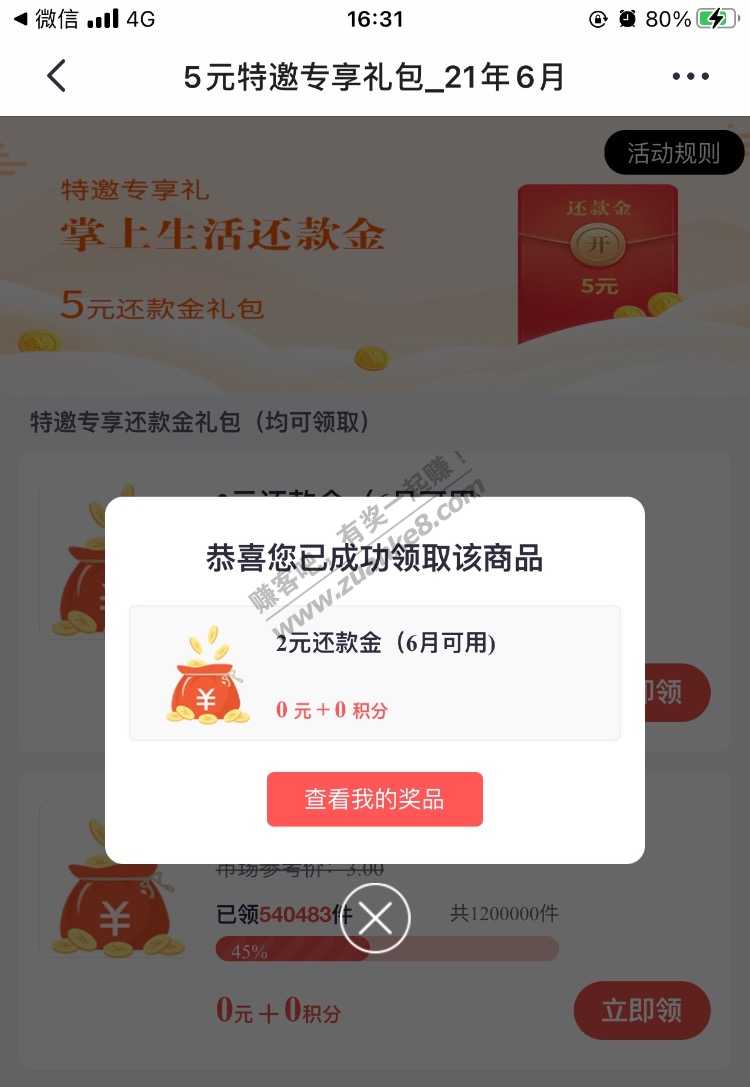 微信 4G 16:31 80%
5元特邀专享礼包_21年6月
活动规则
特邀专享礼
掌上生活还款金
5元还款金礼包
还款金
开
5元
特邀专享还款金礼包（均可领取）
赚客吧，有奖一起赚！
www.zuanke8.com
恭喜您已成功领取该商品
2元还款金（6月可用)
0 元＋0 积分
即领
查看我的奖品
市场参考价：3.00
已领540483件 共1200000件
45%
0元＋0积分
立即领